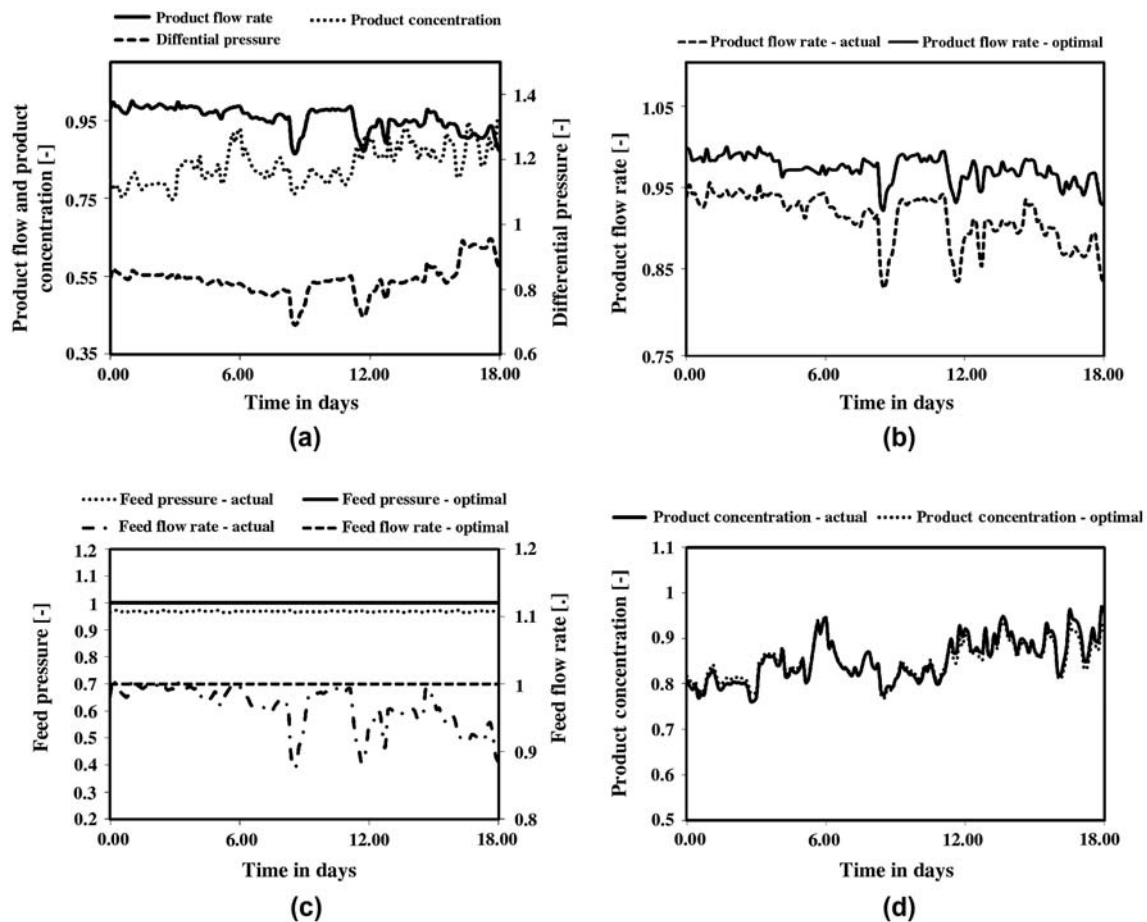 Product flow rate
Product concentration
Diffential pressure
Product flow and product
concentration [-]
0.95
0.75
0.55
0.35
1.4
1.2
1
0.8
0.6
Differential pressure [-]
0.00
6.00
12.00
18.00
Time in days
(a)
Product flow rate - actual
Product flow rate - optimal
Product flow rate [-]
1.05
0.95
0.85
0.75
0.00
6.00
12.00
18.00
Time in days
(b)
Feed pressure - actual
Feed pressure - optimal
Feed flow rate - actual
Feed flow rate - optimal
Feed pressure [-]
1.2
1.1
1
0.9
0.8
0.7
0.6
0.5
0.4
0.3
0.2
1.2
1.1
1
0.9
0.8
Feed flow rate [-]
0.00
6.00
12.00
18.00
Time in days
(c)
Product concentration - actual
Product concentration - optimal
Product concentration [-]
1.1
1
0.9
0.8
0.7
0.6
0.5
0.00
6.00
12.00
18.00
Time in days
(d)